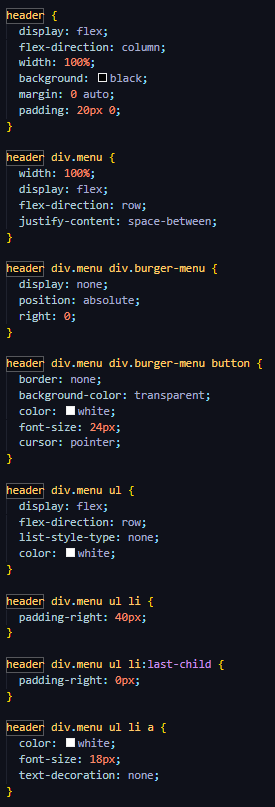 header {
display: flex;
flex-direction: column;
width: 100%;
background: black;
margin: 0 auto;
padding: 20px 0;
}
header div.menu {
width: 100%;
display: flex;
flex-direction: row;
justify-content: space-between;
}
header div.menu div.burger-menu {
display: none;
position: absolute;
right: 0;
}
header div.menu div.burger-menu button {
border: none;
background-color: transparent;
color: white;
font-size: 24px;
cursor: pointer;
}
header div.menu ul {
display: flex;
flex-direction: row;
list-style-type: none;
color: white;
}
header div.menu ul li {
padding-right: 40px;
}
header div.menu ul li:last-child {
padding-right: 0px;
}
header div.menu ul li a {
color: white;
font-size: 18px;
text-decoration: none;
}